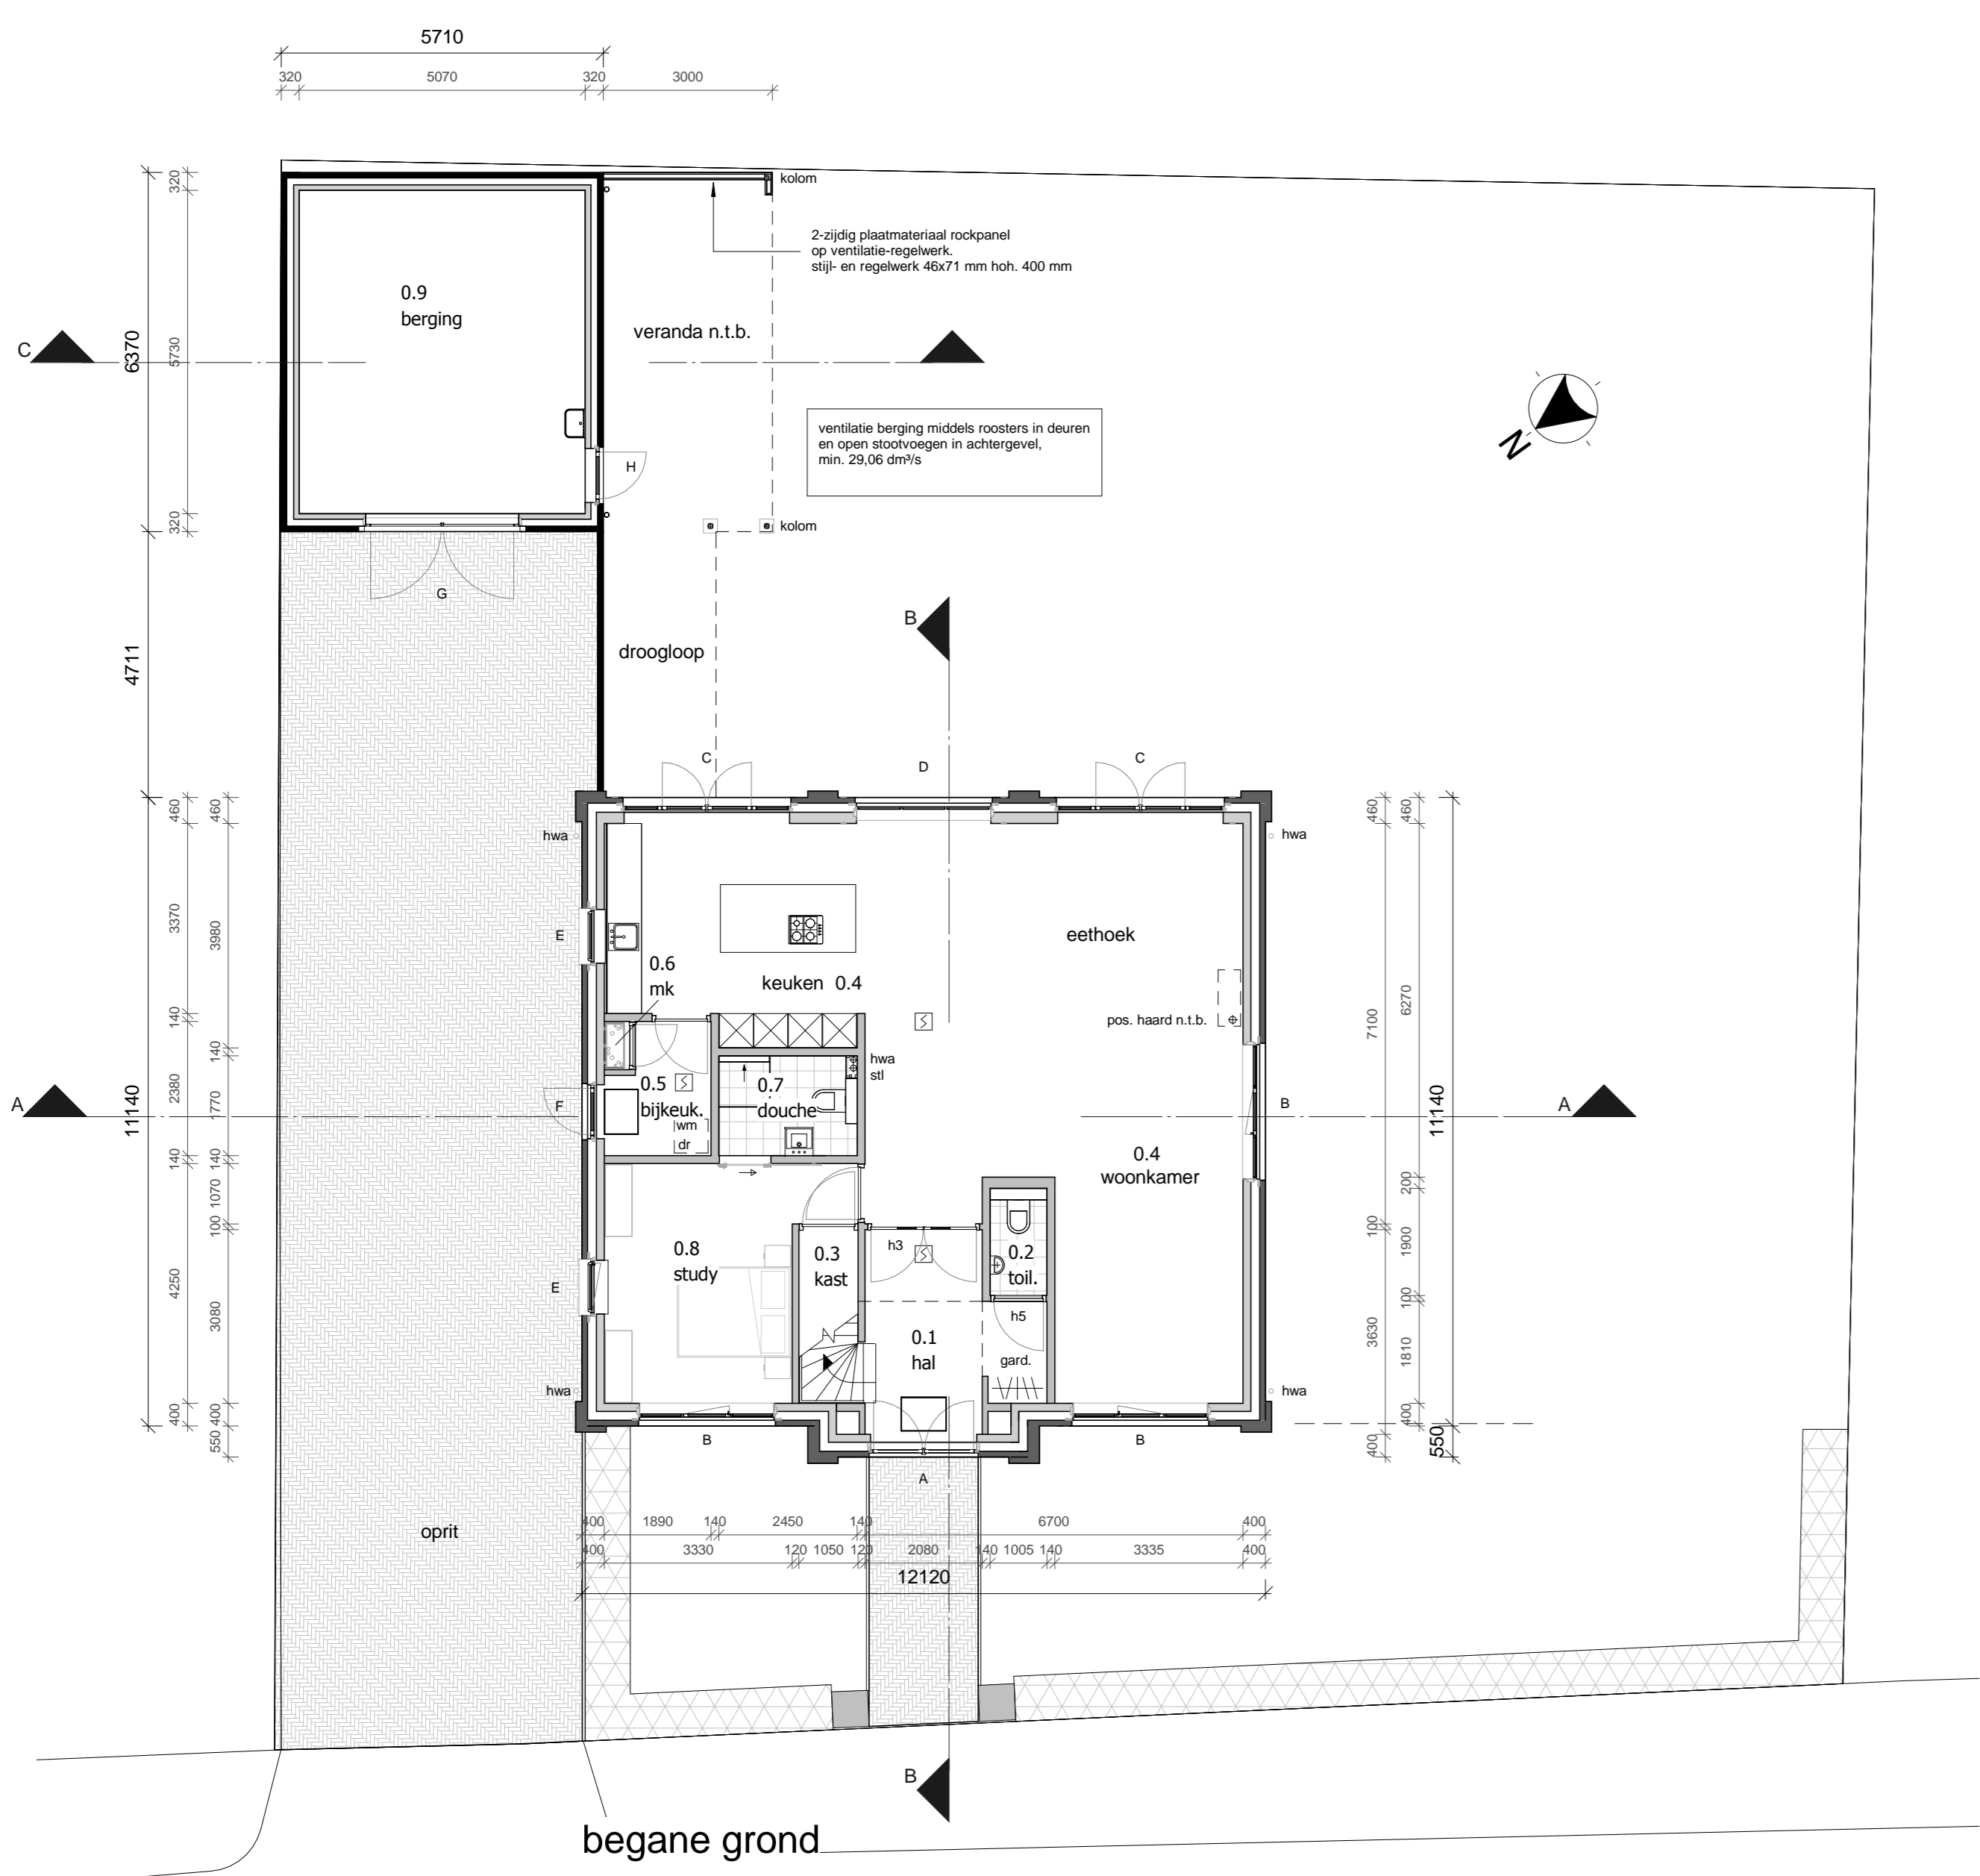 5710
320 5070 320 3000
kolom
2-zijdig plaatmateriaal rockpanel
op ventilatie-regelwerk.
stijl- en regelwerk 46x71 mm hoh. 400 mm
0.9
berging
veranda n.t.b.
C
320
6370
5730
320
ventilatie berging middels roosters in deuren
en open stootvoegen in achtergevel,
min. 29,06 dm³/s
N
H
kolom
G
B
4711
droogloop
C
D
C
460
460
hwa
hwa
460
460
3370
3980
E
0.6
mk
keuken 0.4
eethoek
pos. haard n.t.b.
7100
6270
140
140
hwa
stl
0.5
bijkeuk.
wm
dr
0.7
douche
A
11140
2380
1770
F
B
A
11140
0.4
woonkamer
140
140
1070
100
200
100
1900
0.8
study
0.3
kast
h3
0.2
toil.
E
4250
3080
h5
0.1
hal
gard.
100
3630
1810
hwa
hwa
400
400
550
400
400
550
B
B
A
oprit
400 1890 140 2450 140 6700 400
400 3330 120 1050 120 2080 140 1005 140 3335 400
12120
B
begane grond